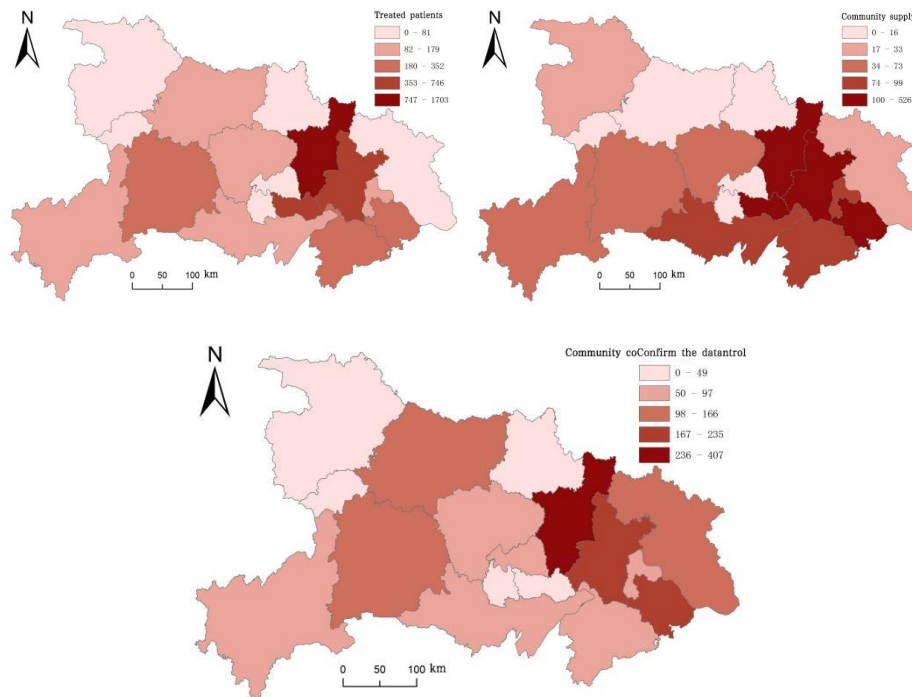 N
Treated patients
0 - 81
82 - 179
180 - 352
353 - 746
747 - 1703
0 50 100 km
N
Community supply
0 - 16
17 - 33
34 - 73
74 - 99
100 - 526
0 50 100 km
N
Community coConfirm the datantrol
0 - 49
50 - 97
98 - 166
167 - 235
236 - 407
0 50 100 km